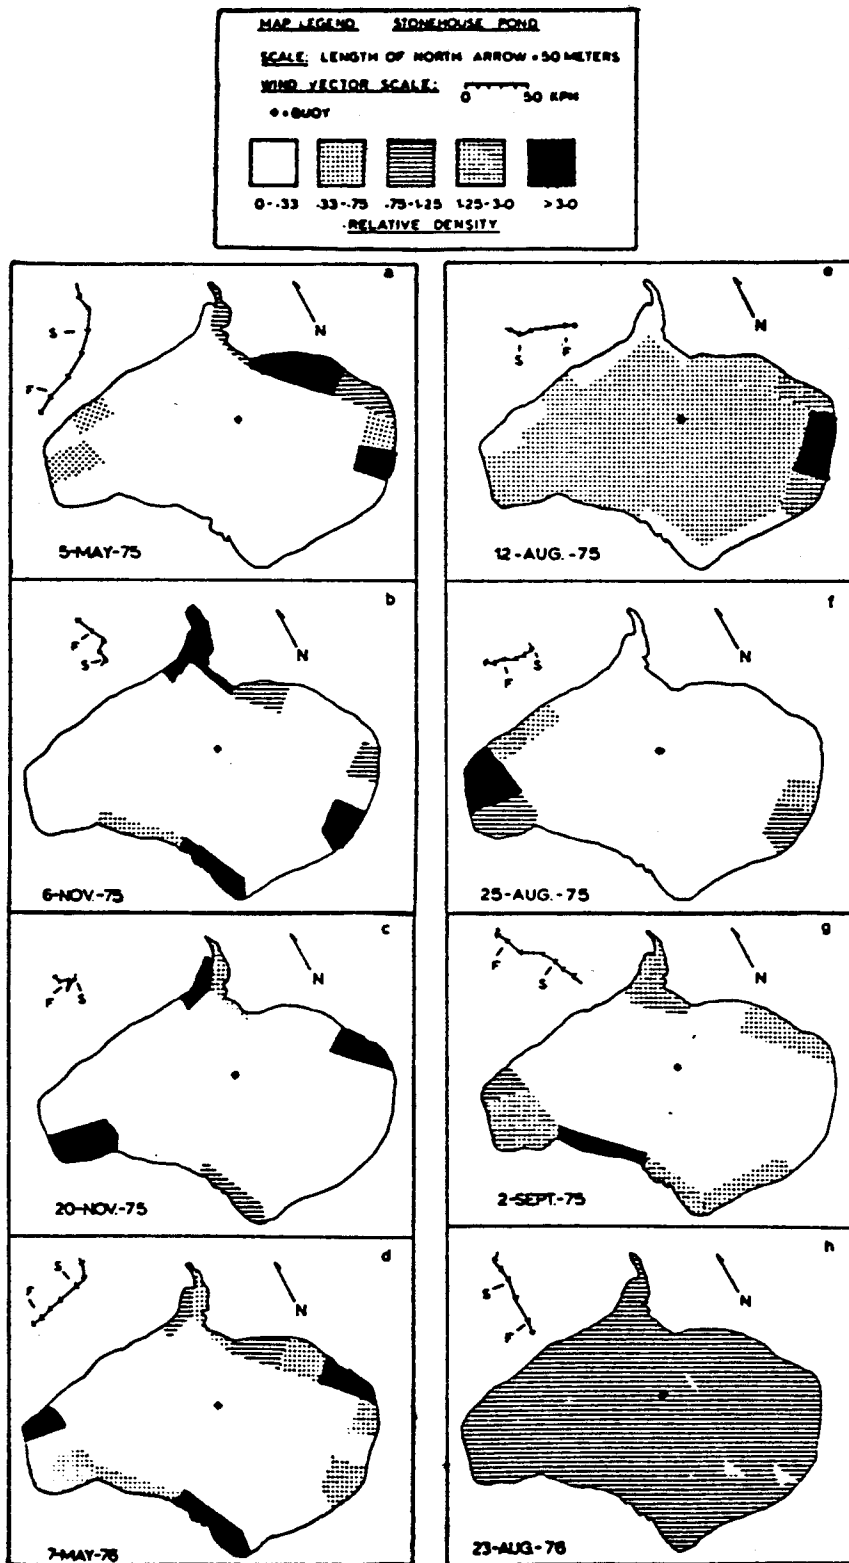 MAP LEGEND STONEHOUSE POND
SCALE: LENGTH OF NORTH ARROW = 50 METERS
WIND VECTOR SCALE:
0 50 KPH
• = BUOY
0-.33 .33-.75 .75-1.25 1.25-3.0 >3.0
RELATIVE DENSITY
a
S
F
N
5-MAY-75
b
F
S
N
6-NOV.-75
c
F
S
N
20-NOV.-75
d
S
F
N
7-MAY-76
e
S
F
N
12-AUG.-75
f
S
F
N
25-AUG.-75
g
F
S
N
2-SEPT.-75
h
S
F
N
23-AUG.-76